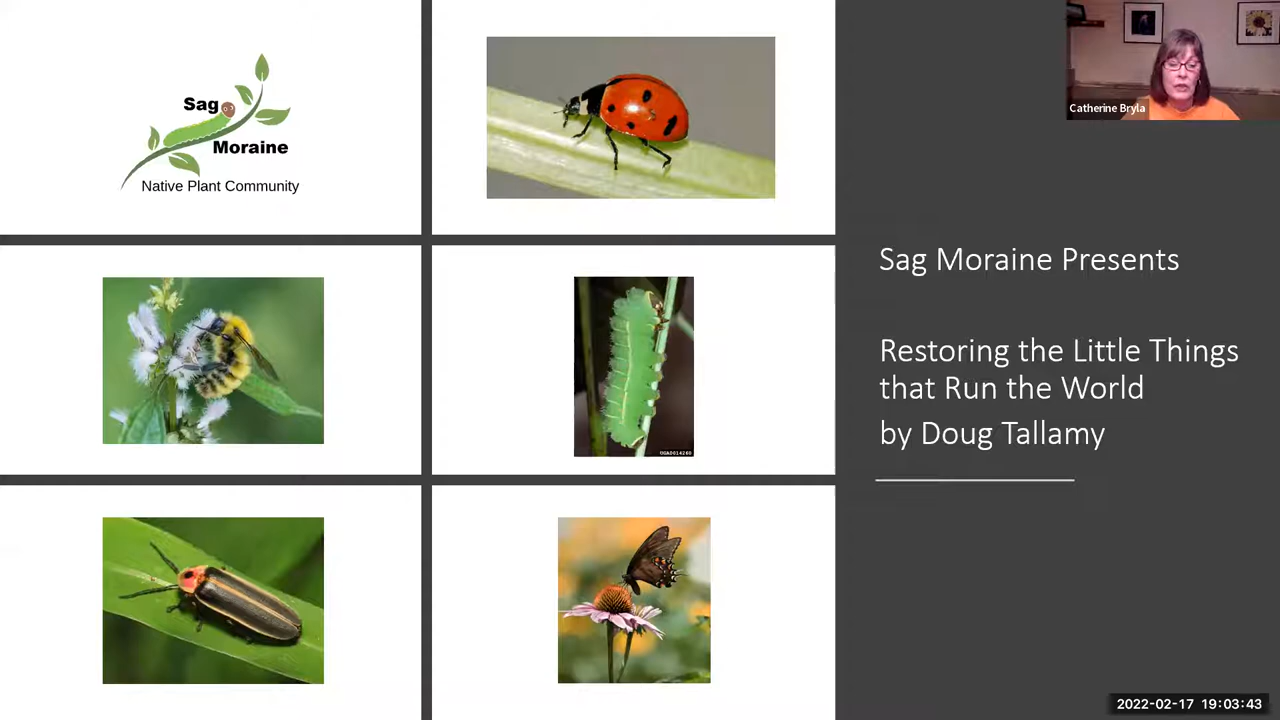 Sag
Moraine
Native Plant Community
UGA0014260
Catherine Bryla
Sag Moraine Presents
Restoring the Little Things
that Run the World
by Doug Tallamy
2022-02-17 19:03:43